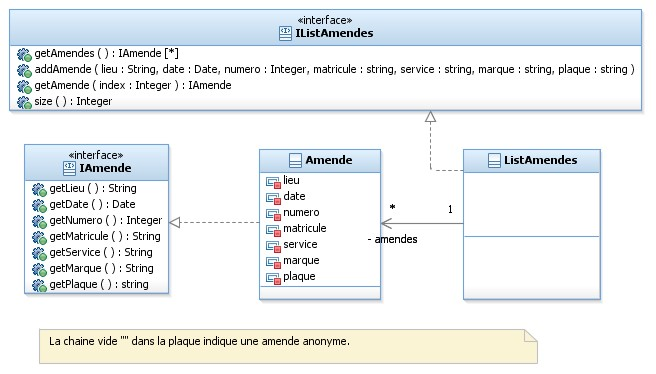 «interface»
IListAmendes
getAmendes ( ) : IAmende [*]
addAmende ( lieu : String, date : Date, numero : Integer, matricule : string, service : string, marque : string, plaque : string )
getAmende ( index : Integer ) : IAmende
size ( ) : Integer
«interface»
IAmende
getLieu ( ) : String
getDate ( ) : Date
getNumero ( ) : Integer
getMatricule ( ) : String
getService ( ) : String
getMarque ( ) : String
getPlaque ( ) : string
Amende
lieu
date
numero
matricule
service
marque
plaque
* 1
- amendes
ListAmendes
La chaine vide "" dans la plaque indique une amende anonyme.